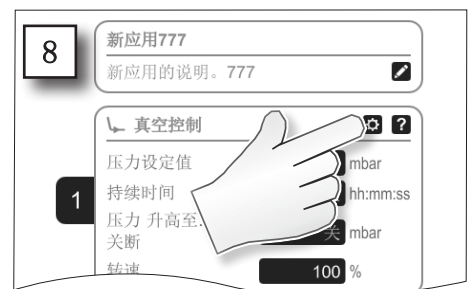 8
新应用777
新应用的说明。777
真空控制 ?
1
压力设定值 mbar
持续时间 hh:mm:ss
压力 升高至.
关断 关 mbar
转速 100 %